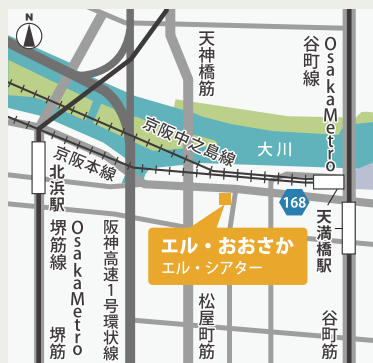 N
天神橋筋
OsakaMetro
谷町線
京阪中之島線
大川
京阪本線
168
北浜駅
天満橋駅
エル・おおさか
エル・シアター
OsakaMetro
堺筋線
阪神高速1号環状線
堺筋
松屋町筋
谷町筋